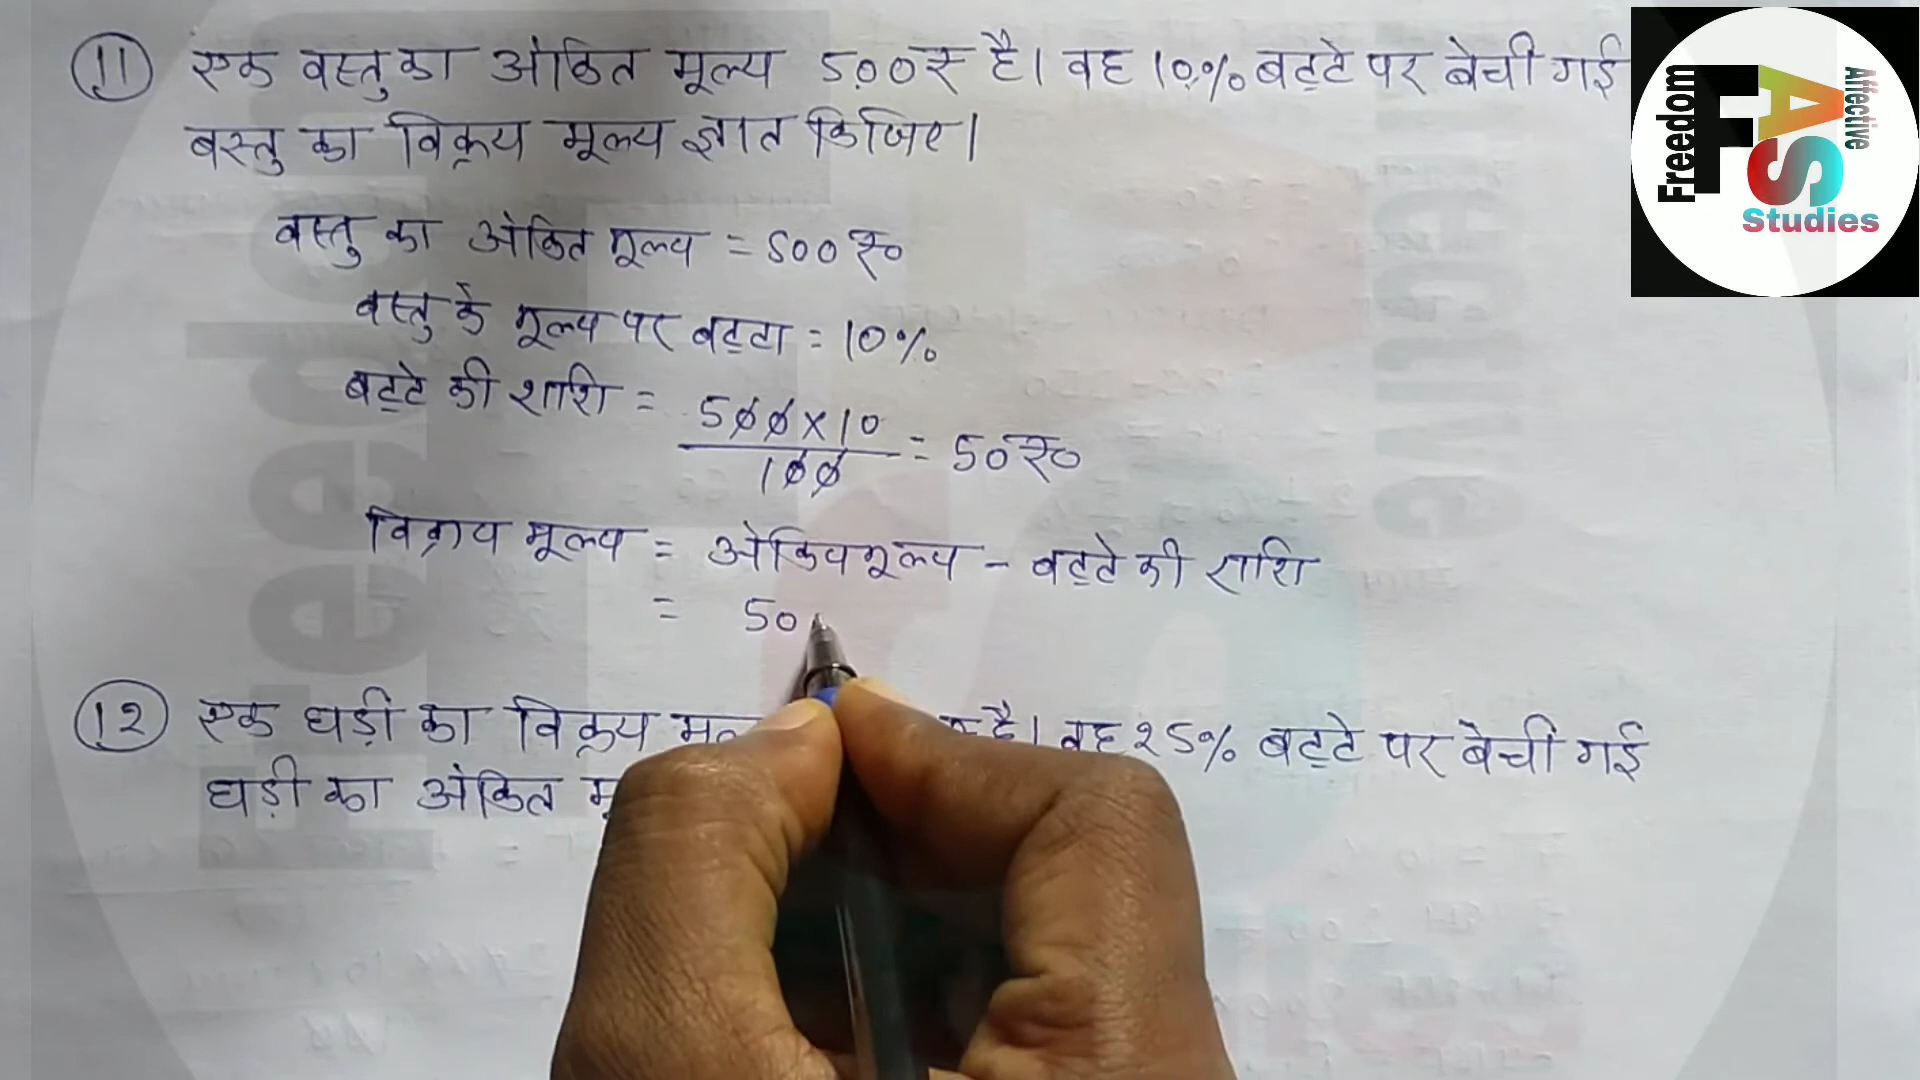 11 एक वस्तु का अंकित मूल्य 500रु है। वह 10% बट्टे पर बेची गई
वस्तु का विक्रय मूल्य ज्ञात किजिए।
वस्तु का अंकित मूल्य = 500 रु०
वस्तु के मूल्य पर बट्टा = 10%
बट्टे की राशि = 500 x 10
100
= 50रु०
विक्रय मूल्य = अंकित मूल्य - बट्टे की राशि
= 50
12 एक घड़ी का विक्रय है। वह 25% बट्टे पर बेची गई
घड़ी का अंकित
Freedom
F
A
S
Affective
Studies